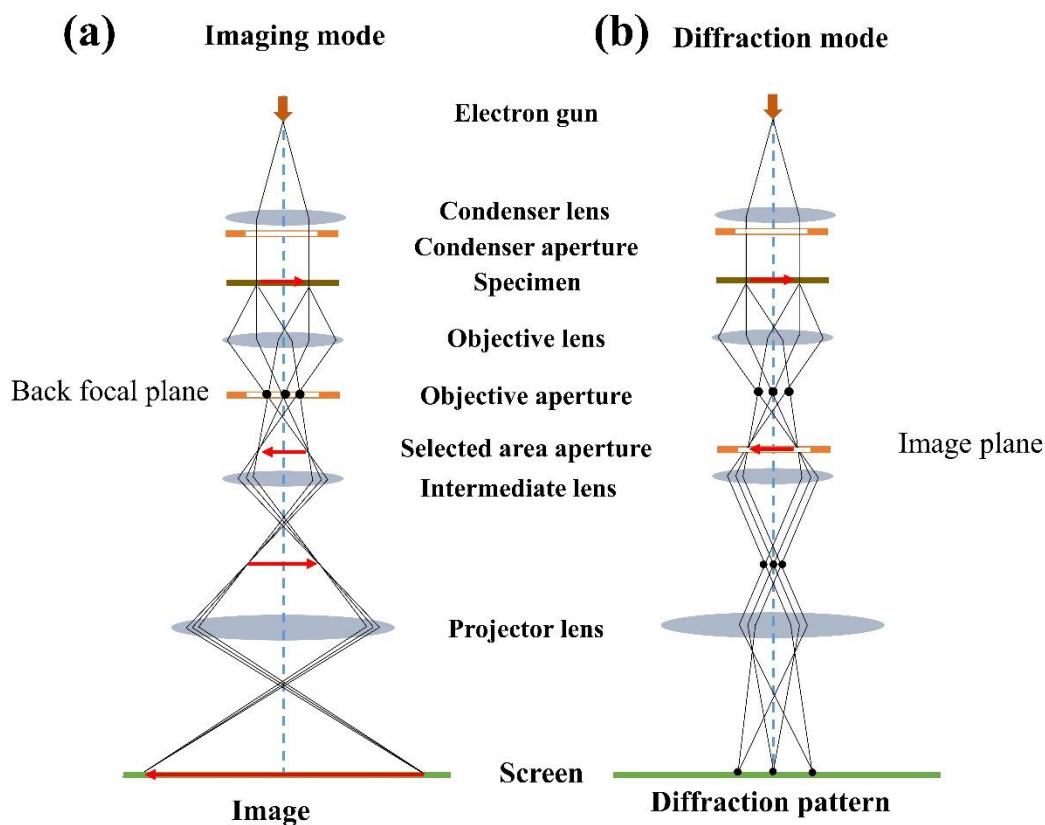 (a)
Imaging mode
(b)
Diffraction mode
Electron gun
Condenser lens
Condenser aperture
Specimen
Objective lens
Back focal plane
Objective aperture
Selected area aperture
Image plane
Intermediate lens
Projector lens
Screen
Image
Diffraction pattern